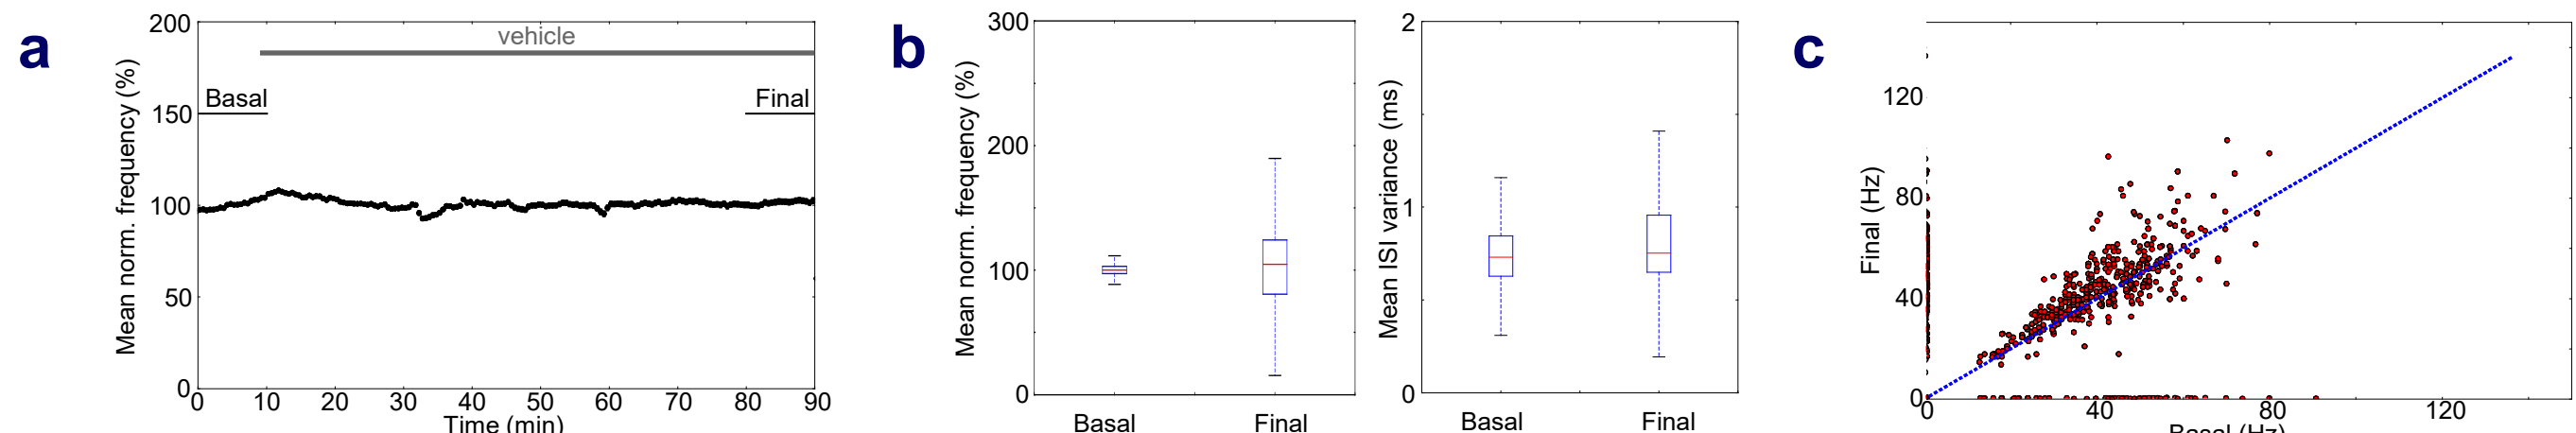 a
Mean norm. frequency (%)
200
150
100
50
0
vehicle
Basal
Final
0 10 20 30 40 50 60 70 80 90
Time (min)
b
Mean norm. frequency (%)
300
200
100
0
Basal Final
Mean ISI variance (ms)
2
1
0
Basal Final
c
Final (Hz)
120
80
40
0
0 40 80 120
Basal (Hz)